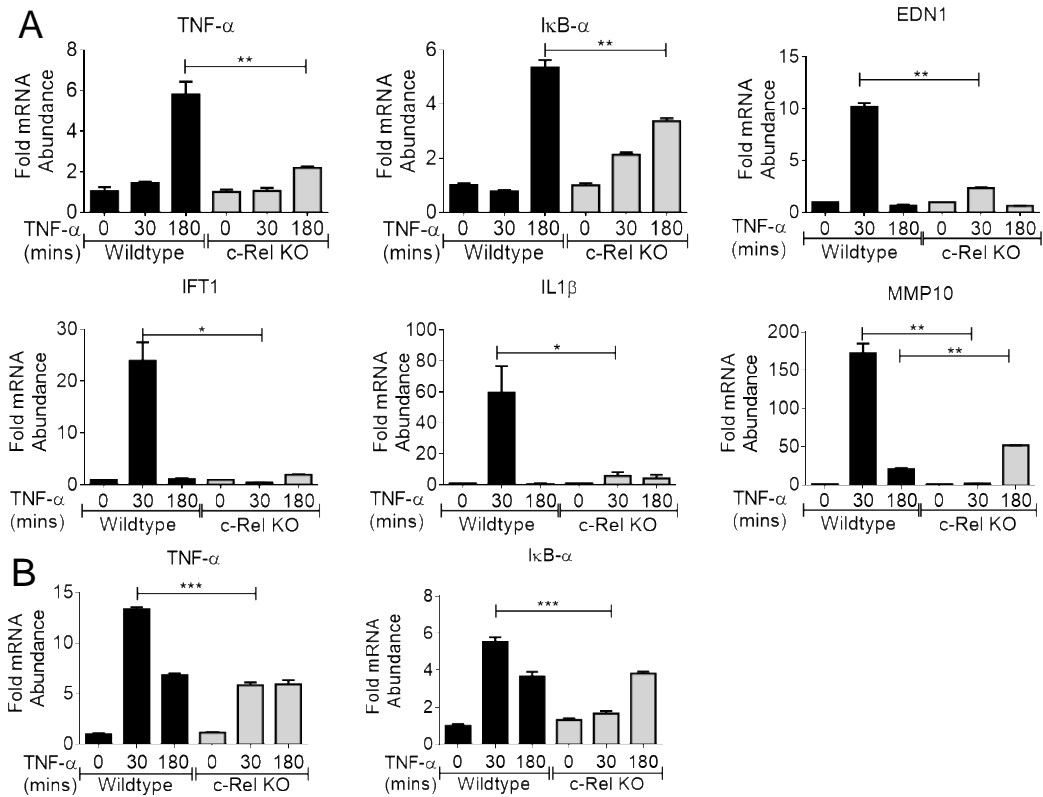 A
TNF-α
Fold mRNA
Abundance
8
6
4
2
0
**
TNF-α
(mins)
0 30 180 0 30 180
Wildtype c-Rel KO
IκB-α
Fold mRNA
Abundance
6
4
2
0
**
TNF-α
(mins)
0 30 180 0 30 180
Wildtype c-Rel KO
EDN1
Fold mRNA
Abundance
15
10
5
0
**
TNF-α
(mins)
0 30 180 0 30 180
Wildtype c-Rel KO
IFT1
Fold mRNA
Abundance
30
20
10
0
*
TNF-α
(mins)
0 30 180 0 30 180
Wildtype c-Rel KO
IL1β
Fold mRNA
Abundance
100
80
60
40
20
0
*
TNF-α
(mins)
0 30 180 0 30 180
Wildtype c-Rel KO
MMP10
Fold mRNA
Abundance
200
150
100
50
0
**
**
TNF-α
(mins)
0 30 180 0 30 180
Wildtype c-Rel KO
B
TNF-α
Fold mRNA
Abundance
15
10
5
0
***
TNF-α
(mins)
0 30 180 0 30 180
Wildtype c-Rel KO
IκB-α
Fold mRNA
Abundance
8
6
4
2
0
***
TNF-α
(mins)
0 30 180 0 30 180
Wildtype c-Rel KO